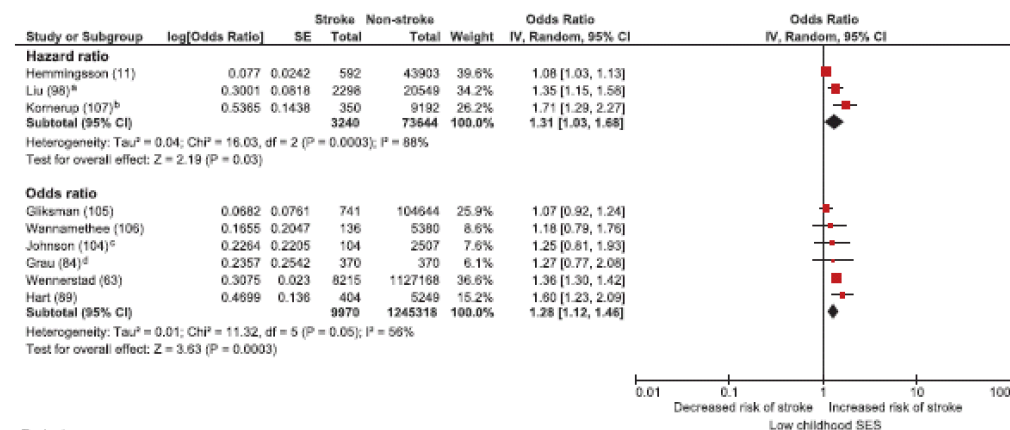 Stroke Non-stroke Odds Ratio Odds Ratio
Study or Subgroup log[Odds Ratio] SE Total Total Weight IV, Random, 95% CI IV, Random, 95% CI
Hazard ratio
Hemmingsson (11) 0.077 0.0242 592 43903 39.6% 1.08 [1.03, 1.13]
Liu (98)ᵃ 0.3001 0.0818 2298 20549 34.2% 1.35 [1.15, 1.58]
Kornerup (107)ᵇ 0.5365 0.1438 350 9192 26.2% 1.71 [1.29, 2.27]
Subtotal (95% CI) 3240 73644 100.0% 1.31 [1.03, 1.68]
Heterogeneity: Tau² = 0.04; Chi² = 16.03, df = 2 (P = 0.0003); I² = 88%
Test for overall effect: Z = 2.19 (P = 0.03)
Odds ratio
Gliksman (105) 0.0682 0.0761 741 104644 25.9% 1.07 [0.92, 1.24]
Wannamethee (106) 0.1655 0.2047 136 5380 8.6% 1.18 [0.79, 1.76]
Johnson (104)ᶜ 0.2264 0.2205 104 2507 7.6% 1.25 [0.81, 1.93]
Grau (84)ᵈ 0.2357 0.2542 370 370 6.1% 1.27 [0.77, 2.08]
Wennerstad (63) 0.3075 0.023 8215 1127168 36.6% 1.36 [1.30, 1.42]
Hart (89) 0.4699 0.136 404 5249 15.2% 1.60 [1.23, 2.09]
Subtotal (95% CI) 9970 1245318 100.0% 1.28 [1.12, 1.46]
Heterogeneity: Tau² = 0.01; Chi² = 11.32, df = 5 (P = 0.05); I² = 56%
Test for overall effect: Z = 3.63 (P = 0.0003)
0.01 0.1 1 10 100
Decreased risk of stroke Increased risk of stroke
Low childhood SES